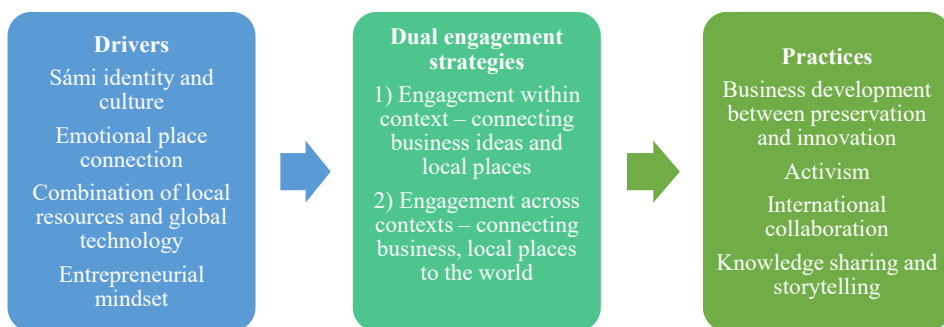 Drivers
Sámi identity and
culture
Emotional place
connection
Combination of local
resources and global
technology
Entrepreneurial
mindset
Dual engagement
strategies
1) Engagement within
context – connecting
business ideas and
local places
2) Engagement across
contexts – connecting
business, local places
to the world
Practices
Business development
between preservation
and innovation
Activism
International
collaboration
Knowledge sharing and
storytelling